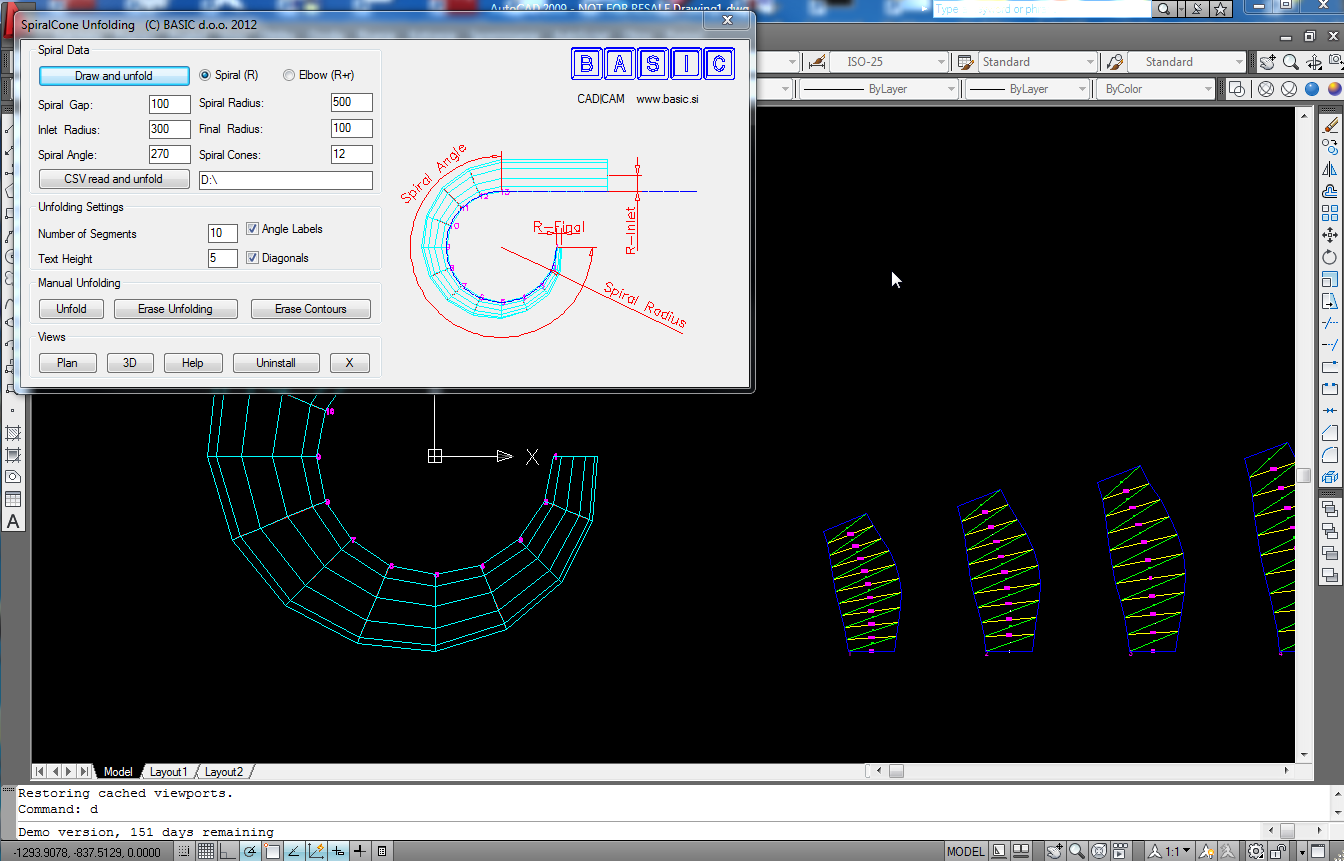 AutoCAD 2009 - NOT FOR RESALE Drawing1.dwg
SpiralCone Unfolding (C) BASIC d.o.o. 2012
Spiral Data
Draw and unfold
Spiral (R)
Elbow (R+r)
Spiral Gap: 100
Spiral Radius: 500
Inlet Radius: 300
Final Radius: 100
Spiral Angle: 270
Spiral Cones: 12
CSV read and unfold
D:\
Unfolding Settings
Number of Segments 10
Angle Labels
Text Height 5
Diagonals
Manual Unfolding
Unfold
Erase Unfolding
Erase Contours
Views
Plan
3D
Help
Uninstall
X
BASIC
CAD|CAM www.basic.si
Spiral Angle
R-Final
R-Inlet
Spiral Radius
ISO-25
Standard
Standard
ByLayer
ByLayer
ByColor
X
Model
Layout1
Layout2
Restoring cached viewports.
Command: d
Demo version, 151 days remaining
-1293.9078, -837.5129, 0.0000
MODEL
1:1
A